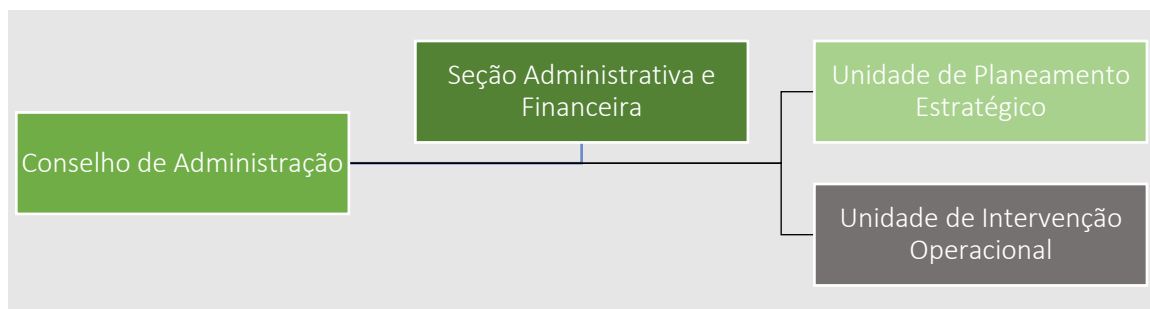 Seção Administrativa e
Financeira
Unidade de Planeamento
Estratégico
Conselho de Administração
Unidade de Intervenção
Operacional